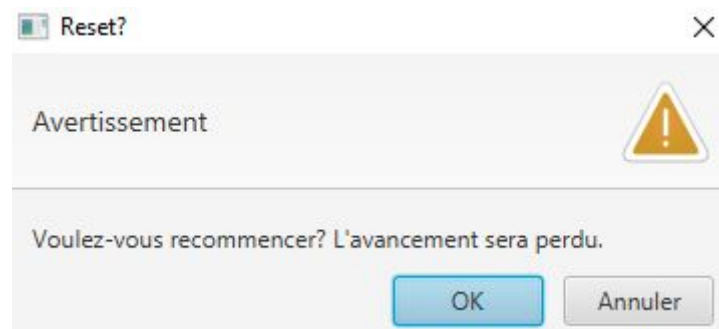 Reset?
Avertissement
Voulez-vous recommencer? L'avancement sera perdu.
OK Annuler